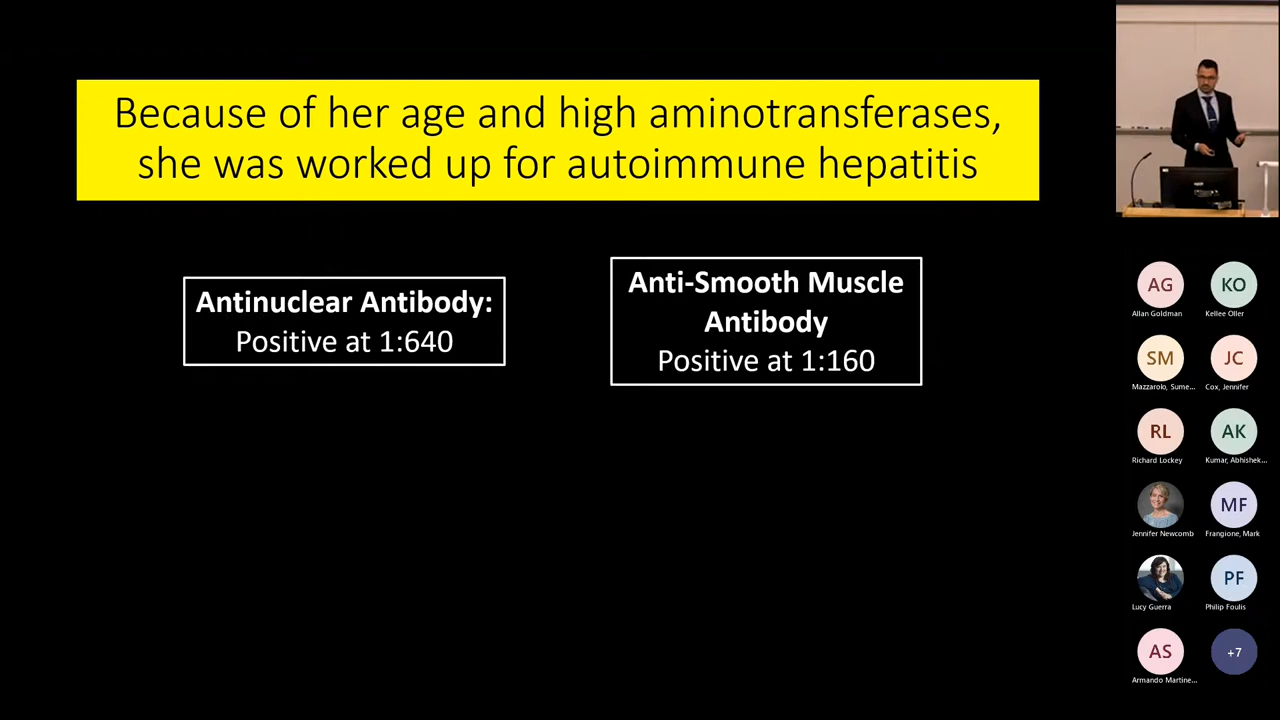 Because of her age and high aminotransferases,
she was worked up for autoimmune hepatitis
Antinuclear Antibody:
Positive at 1:640
Anti-Smooth Muscle
Antibody
Positive at 1:160
AG
KO
Allan Goldman
Kellee Oller
SM
JC
Mazzarolo, Sume...
Cox, Jennifer
RL
AK
Richard Lockey
Kumar, Abhishek...
MF
Jennifer Newcomb
Frangione, Mark
PF
Lucy Guerra
Philip Foulis
AS
+7
Armando Martine...